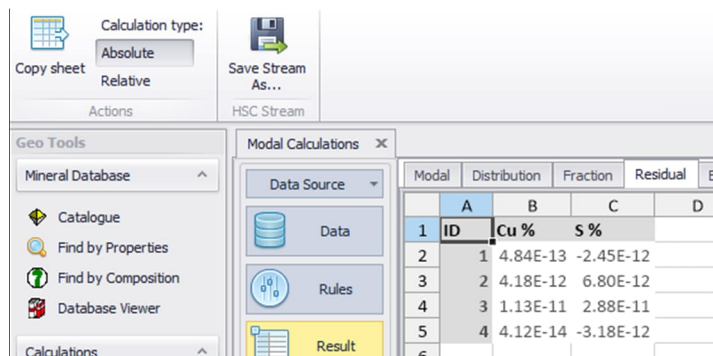 Calculation type:
Absolute
Copy sheet
Relative
Save Stream
As...
Actions
HSC Stream
Geo Tools
Modal Calculations
Mineral Database
Data Source
Modal Distribution Fraction Residual
Catalogue
Data
Find by Properties
Find by Composition
Rules
Database Viewer
Result
Calculations
A B C D
1 ID Cu % S %
2 1 4.84E-13 -2.45E-12
3 2 4.18E-12 6.80E-12
4 3 1.13E-11 2.88E-11
5 4 4.12E-14 -3.18E-12